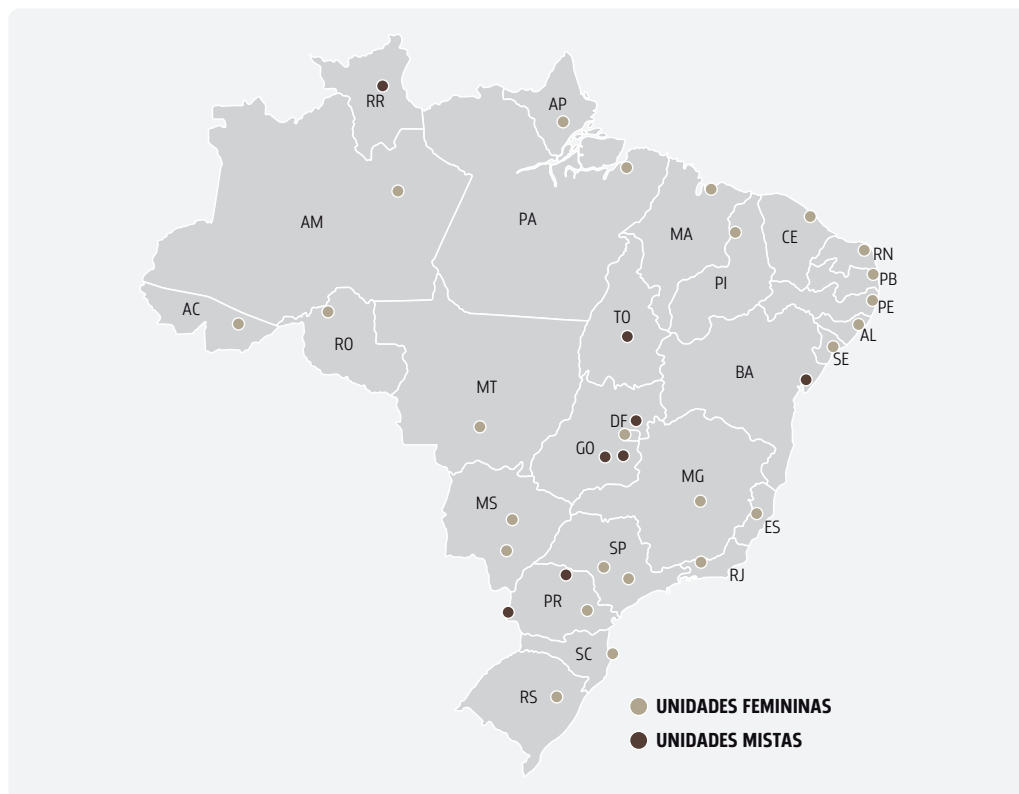 RR
AP
AM
PA
MA
CE
RN
PB
PI
PE
AC
TO
AL
RO
SE
BA
MT
DF
GO
MG
MS
ES
SP
RJ
PR
SC
RS
UNIDADES FEMININAS
UNIDADES MISTAS